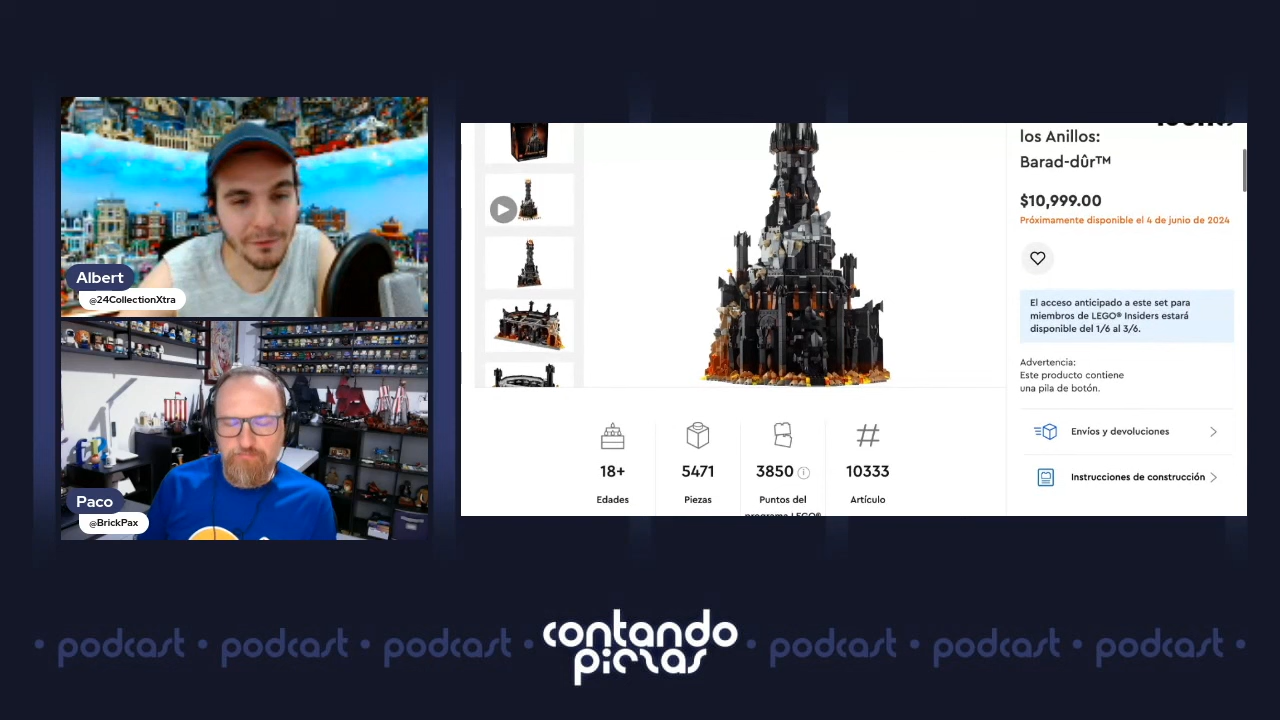 Albert
@24CollectionXtra
Paco
@BrickPax
los Anillos:
Barad-dûr™
$10,999.00
Próximamente disponible el 4 de junio de 2024
El acceso anticipado a este set para
miembros de LEGO® Insiders estará
disponible del 1/6 al 3/6.
Advertencia:
Este producto contiene
una pila de botón.
Envíos y devoluciones
Instrucciones de construcción
18+
Edades
5471
Piezas
3850
Puntos del
programa LEGO®
10333
Artículo
• podcast • podcast • podcast •
contando
piezas
• podcast • podcast • podcast •